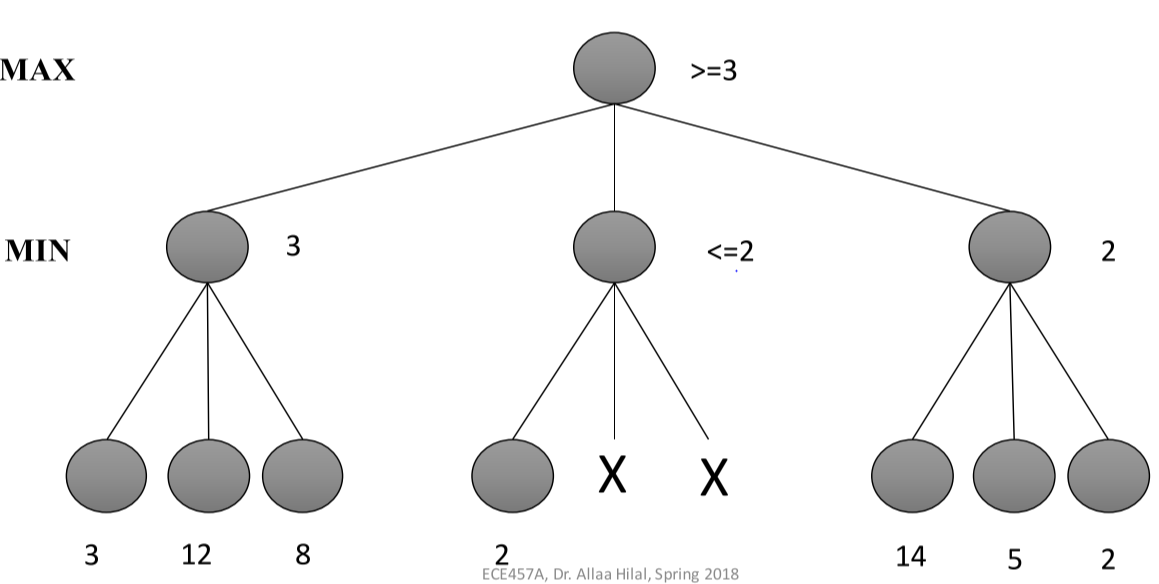 MAX >=3
MIN 3 <=2 2
X X
3 12 8 2 14 5 2
ECE457A, Dr. Allaa Hilal, Spring 2018